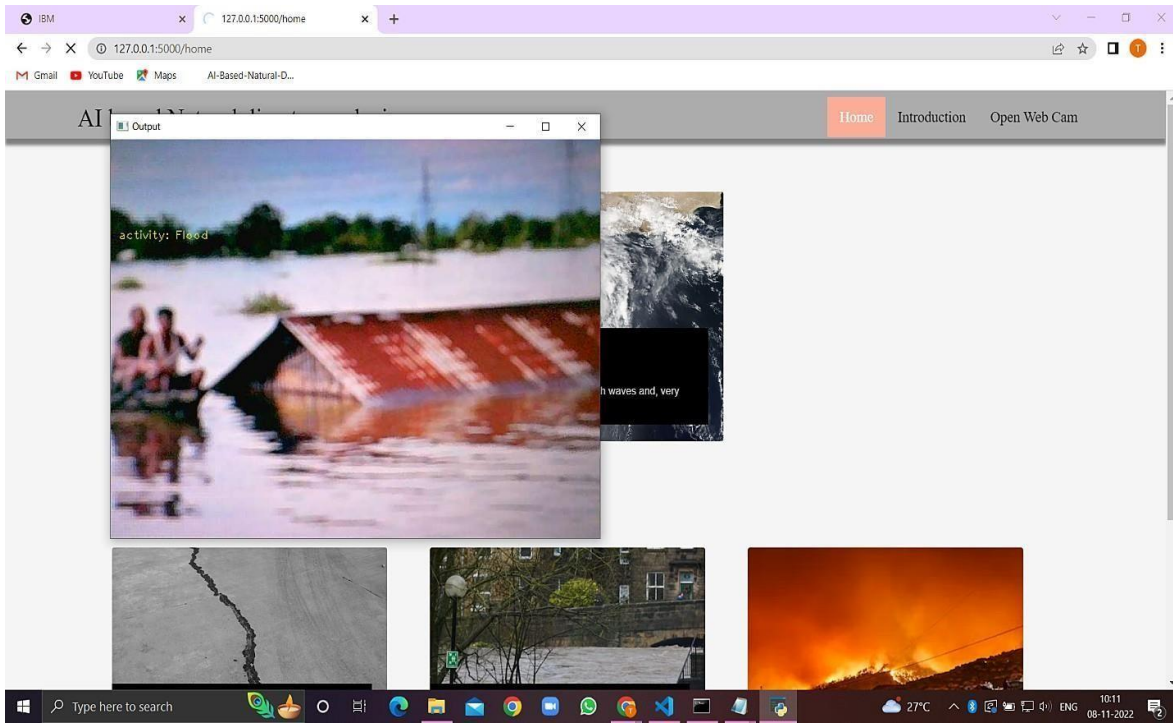 IBM
127.0.0.1:5000/home
127.0.0.1:5000/home
Gmail
YouTube
Maps
AI-Based-Natural-D...
T
AI
Home
Introduction
Open Web Cam
Output
activity: Flood
h waves and, very
Type here to search
27°C
ENG
10:11
08-11-2022